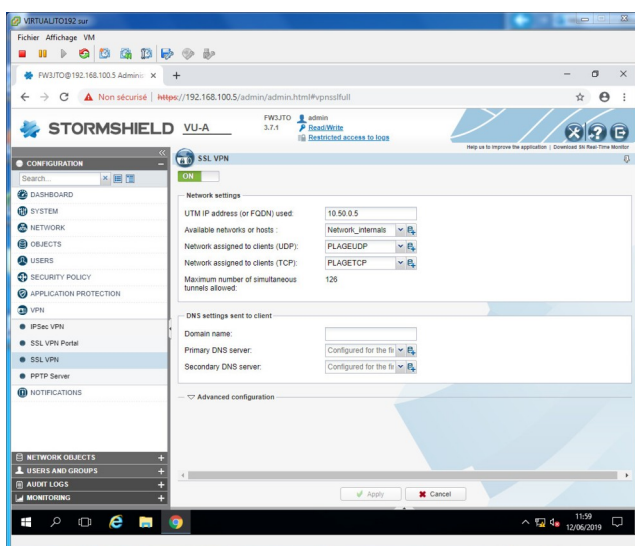 VIRTUALITO192 sur
Fichier Affichage VM
FW3JTO@192.168.100.5 Adminis
Non sécurisé | https://192.168.100.5/admin/admin.html#vpnsslfull
STORMSHIELD VU-A
FW3JTO
3.7.1
admin
Read/Write
Restricted access to logs
Help us to improve the application | Download SN Real-Time Monitor
CONFIGURATION
Search...
DASHBOARD
SYSTEM
NETWORK
OBJECTS
USERS
SECURITY POLICY
APPLICATION PROTECTION
VPN
IPSec VPN
SSL VPN Portal
SSL VPN
PPTP Server
NOTIFICATIONS
NETWORK OBJECTS
USERS AND GROUPS
AUDIT LOGS
MONITORING
SSL VPN
ON
Network settings
UTM IP address (or FQDN) used: 10.50.0.5
Available networks or hosts : Network_internals
Network assigned to clients (UDP): PLAGEUDP
Network assigned to clients (TCP): PLAGETCP
Maximum number of simultaneous 126
tunnels allowed:
DNS settings sent to client
Domain name:
Primary DNS server: Configured for the fir
Secondary DNS server: Configured for the fir
Advanced configuration
Apply Cancel
11:59
12/06/2019